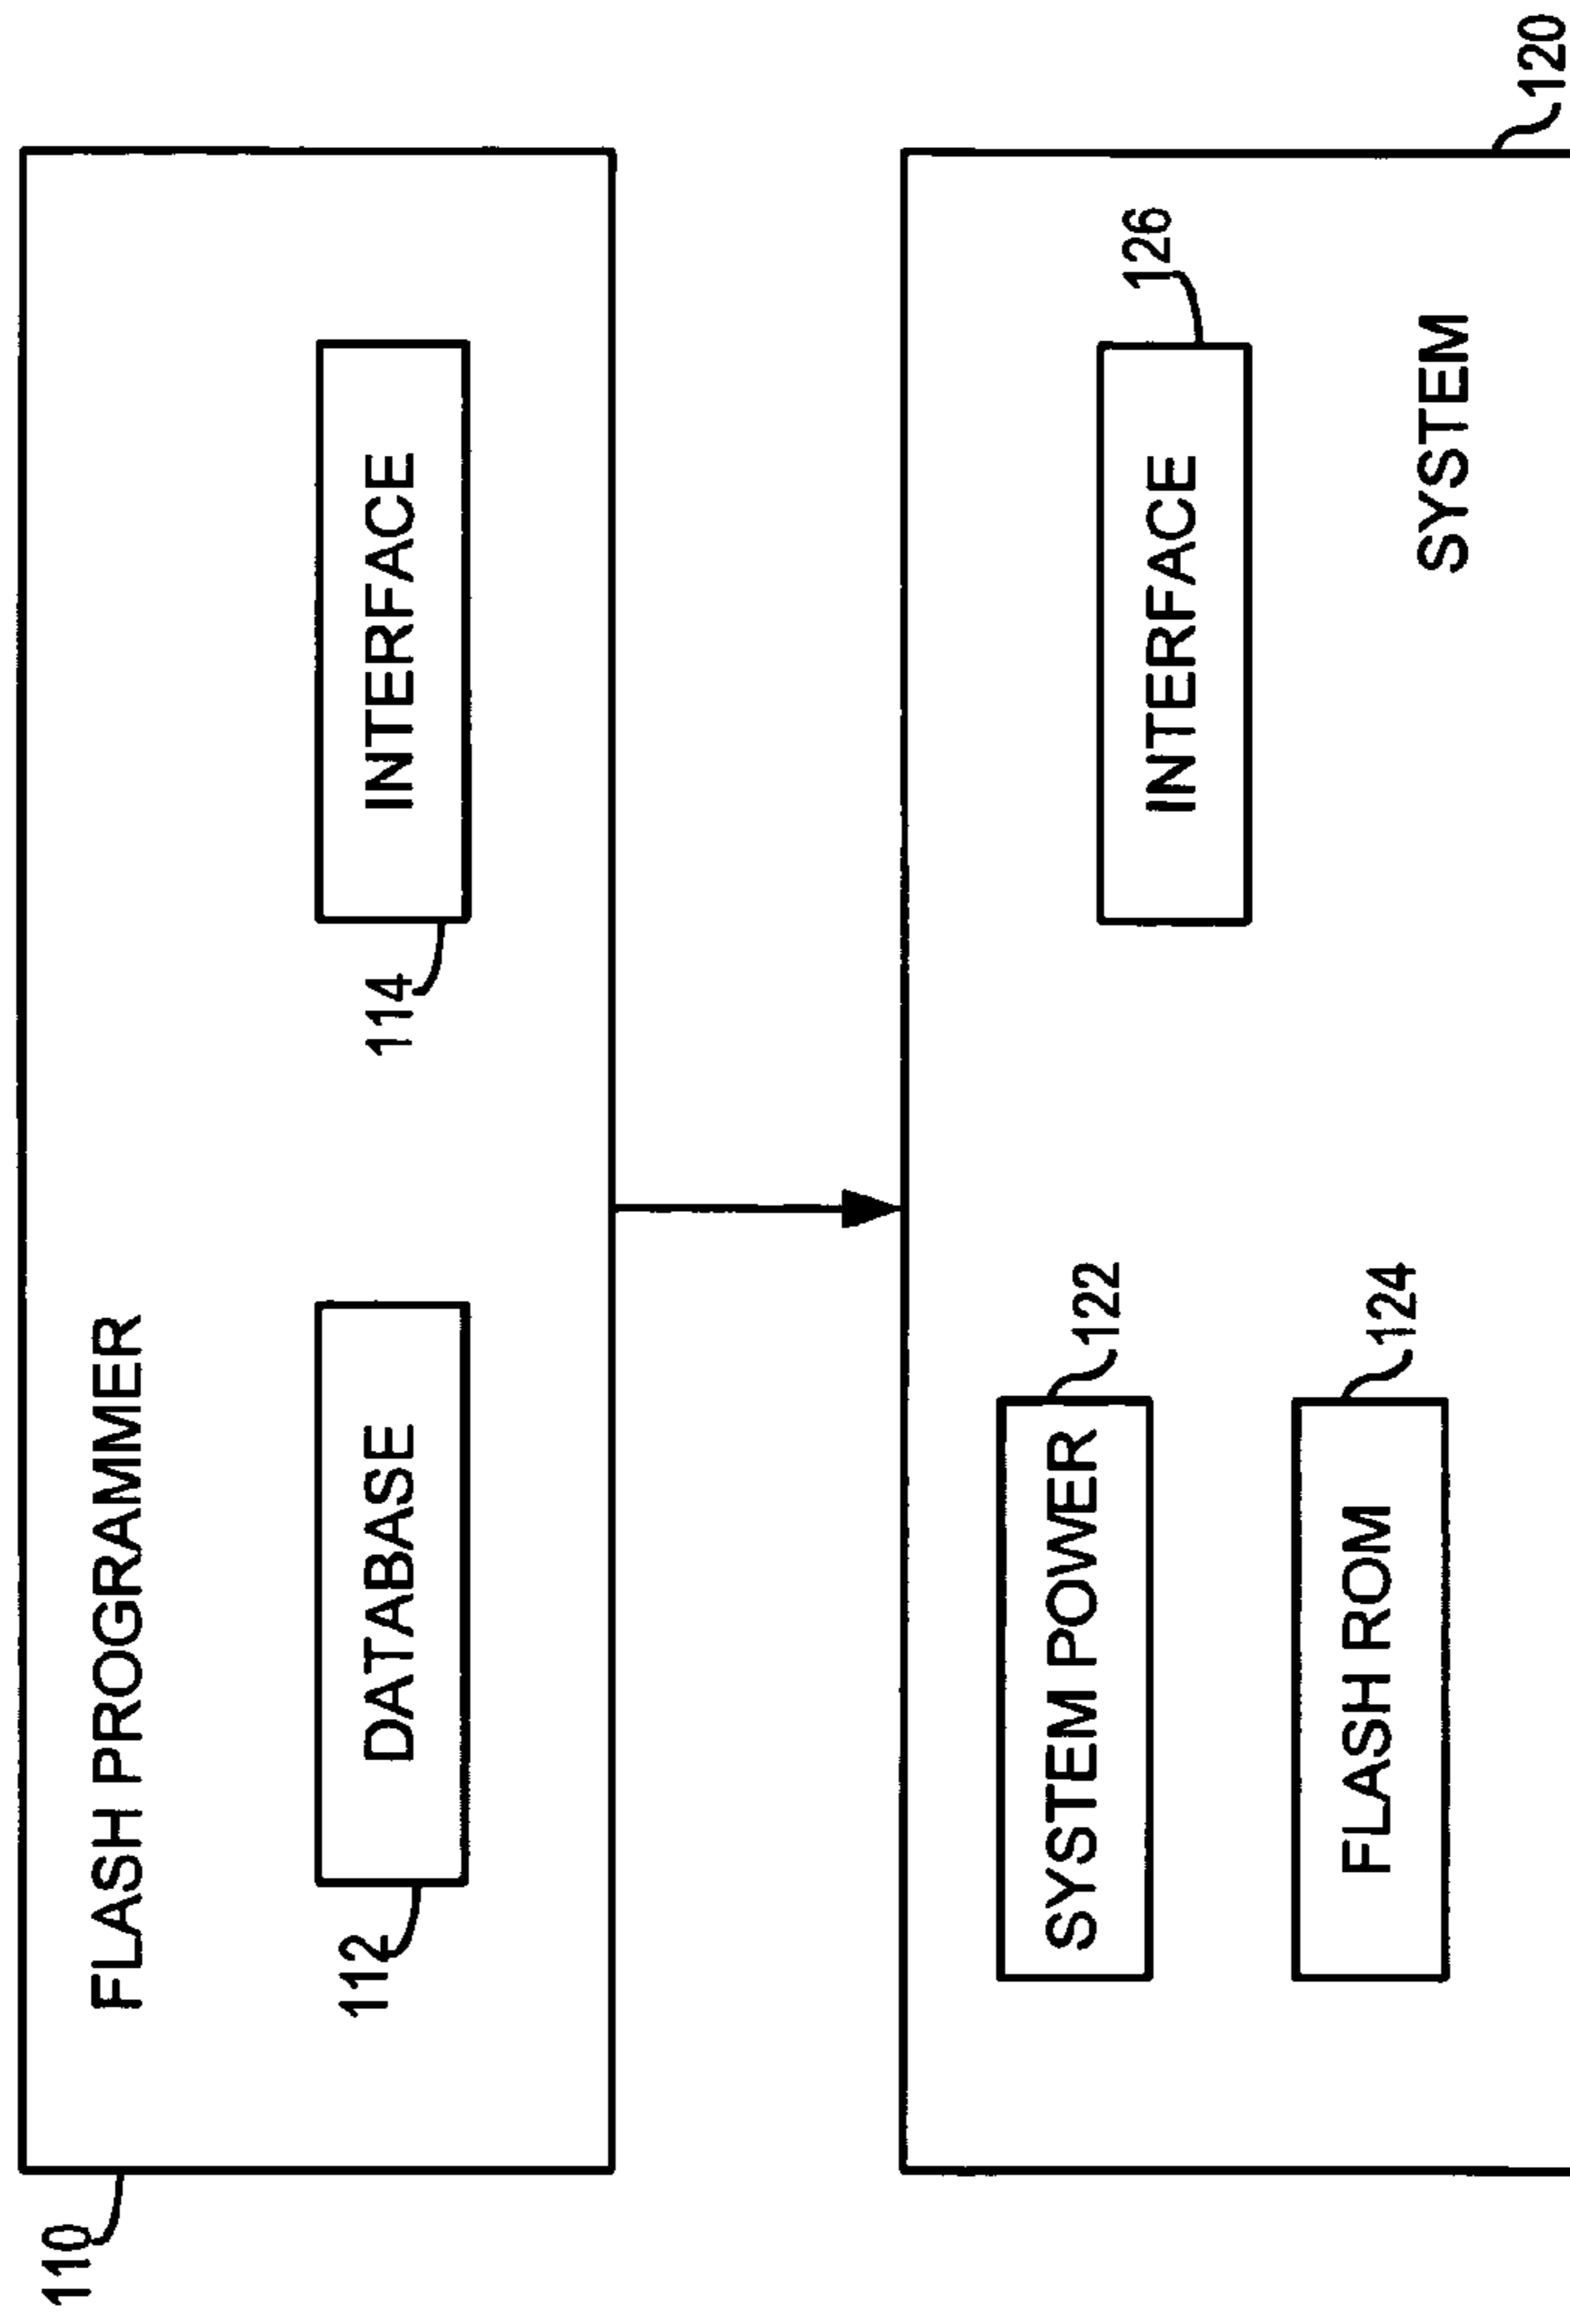 110
FLASH PROGRAMMER
112
DATABASE
114
INTERFACE
SYSTEM POWER
122
FLASH ROM
124
INTERFACE
126
SYSTEM
120